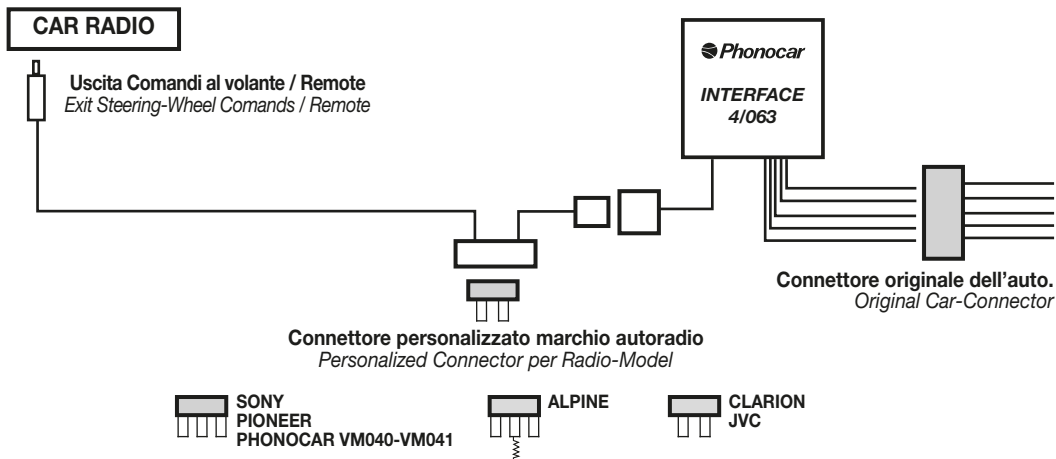 CAR RADIO
Uscita Comandi al volante / Remote
Exit Steering-Wheel Comands / Remote
Phonocar
INTERFACE
4/063
Connettore originale dell'auto.
Original Car-Connector
Connettore personalizzato marchio autoradio
Personalized Connector per Radio-Model
SONY
PIONEER
PHONOCAR VM040-VM041
ALPINE
CLARION
JVC